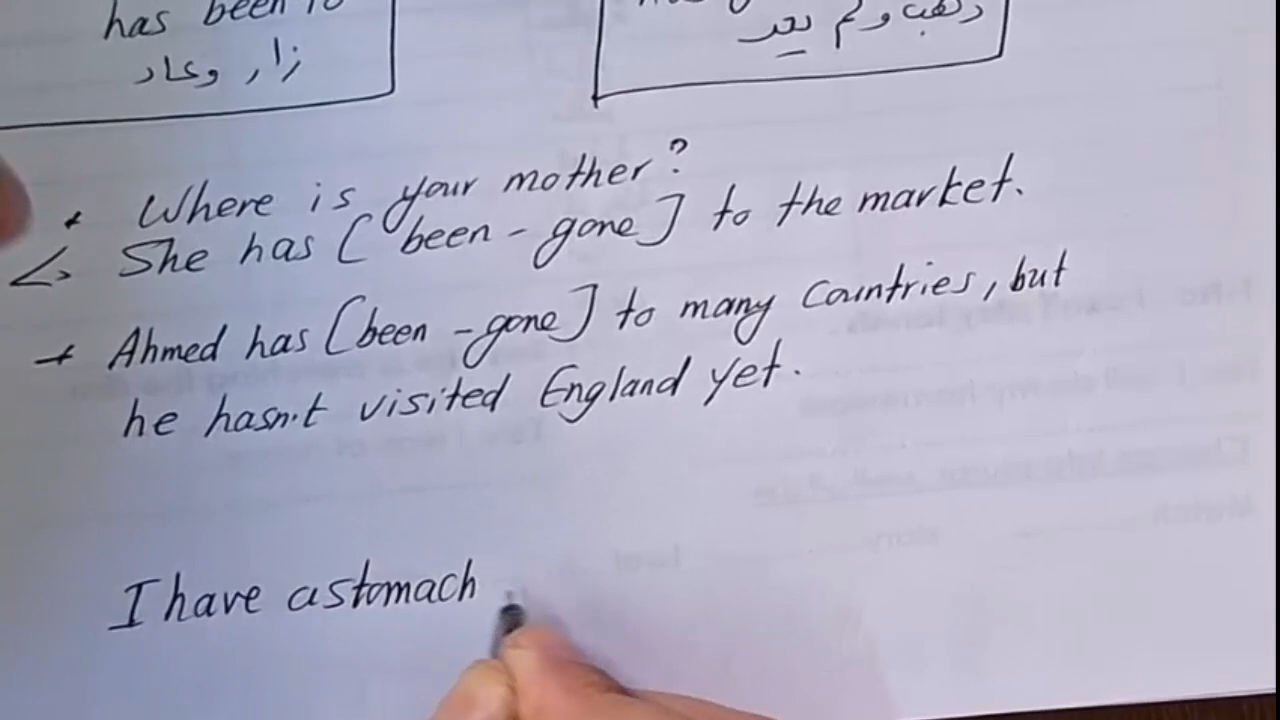 has been to
زار وعاد
ذهب ولم يعد
Where is your mother?
She has [been - gone] to the market.
Ahmed has [been - gone] to many Countries, but
he hasn't visited England yet.
I have a stomach